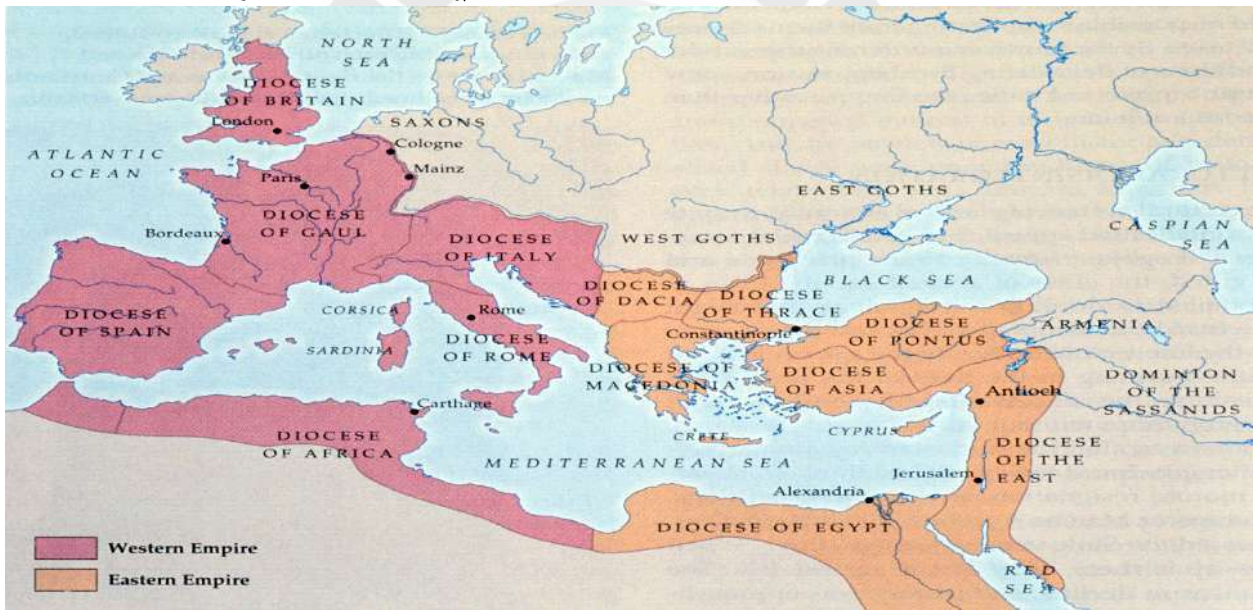 NORTH
SEA
DIOCESE
OF BRITAIN
London
SAXONS
Cologne
Mainz
ATLANTIC
OCEAN
Paris
DIOCESE
OF GAUL
Bordeaux
DIOCESE
OF ITALY
WEST GOTHS
EAST GOTHS
CASPIAN
SEA
BLACK SEA
DIOCESE
OF DACIA
DIOCESE
OF THRACE
Constantinople
DIOCESE
OF PONTUS
ARMENIA
DIOCESE
OF SPAIN
CORSICA
SARDINIA
Rome
DIOCESE
OF ROME
DIOCESE OF
MACEDONIA
DIOCESE
OF ASIA
Antioch
DOMINION
OF THE
SASSANIDS
Carthage
DIOCESE
OF AFRICA
CRETE
CYPRUS
MEDITERRANEAN SEA
DIOCESE
OF THE
EAST
Jerusalem
Alexandria
DIOCESE OF EGYPT
RED
SEA
Western Empire
Eastern Empire